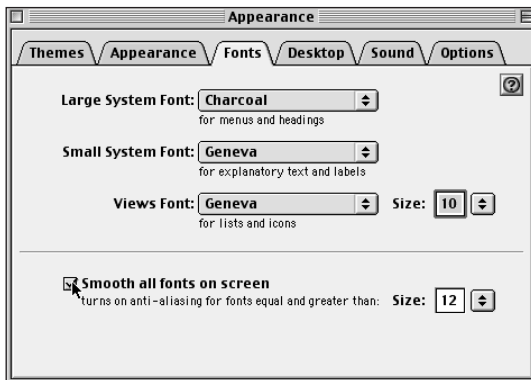 Appearance
Themes Appearance Fonts Desktop Sound Options
?
Large System Font: Charcoal
for menus and headings
Small System Font: Geneva
for explanatory text and labels
Views Font: Geneva Size: 10
for lists and icons
Smooth all fonts on screen
turns on anti-aliasing for fonts equal and greater than: Size: 12